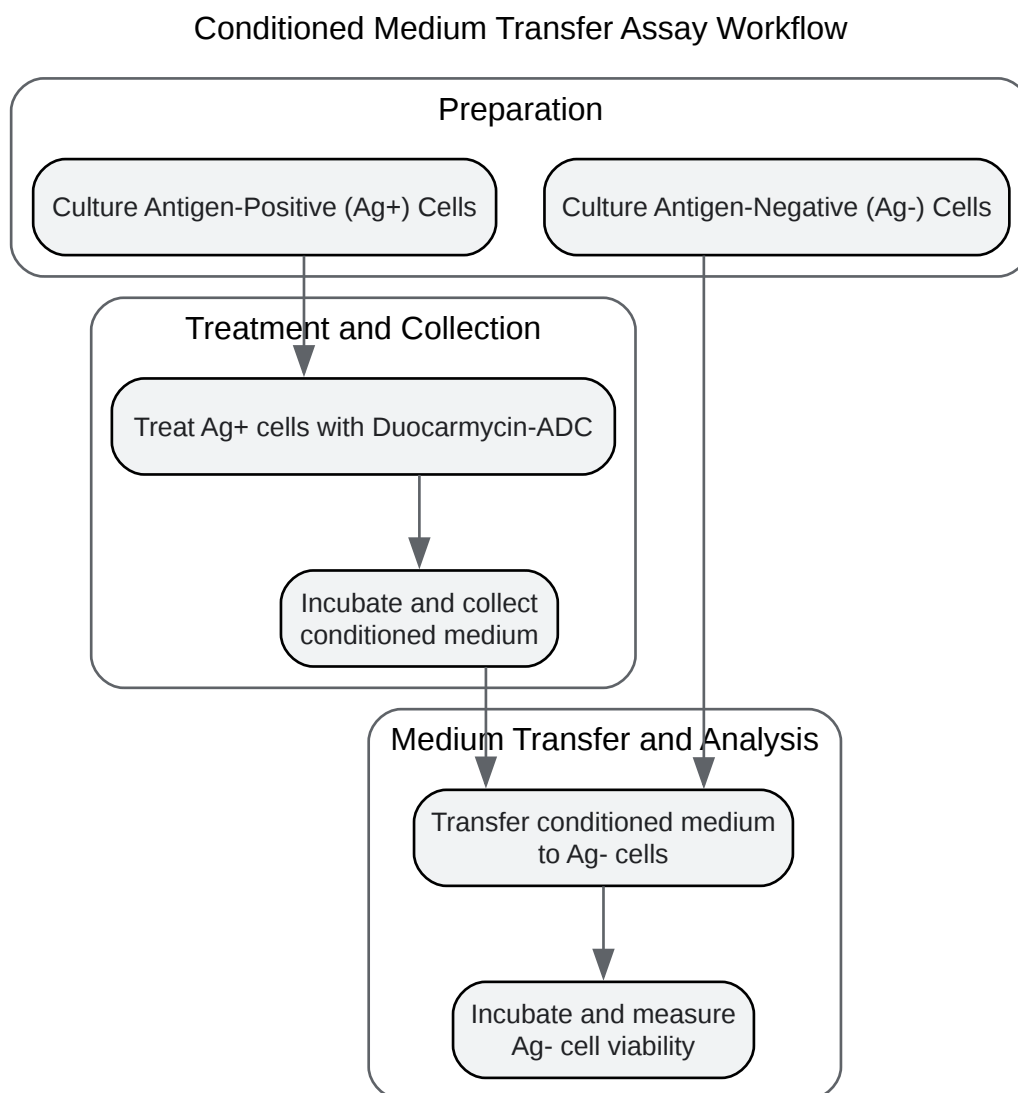 Conditioned Medium Transfer Assay Workflow
Preparation
Culture Antigen-Positive (Ag+) Cells
Culture Antigen-Negative (Ag-) Cells
Treatment and Collection
Treat Ag+ cells with Duocarmycin-ADC
Incubate and collect
conditioned medium
Medium Transfer and Analysis
Transfer conditioned medium
to Ag- cells
Incubate and measure
Ag- cell viability